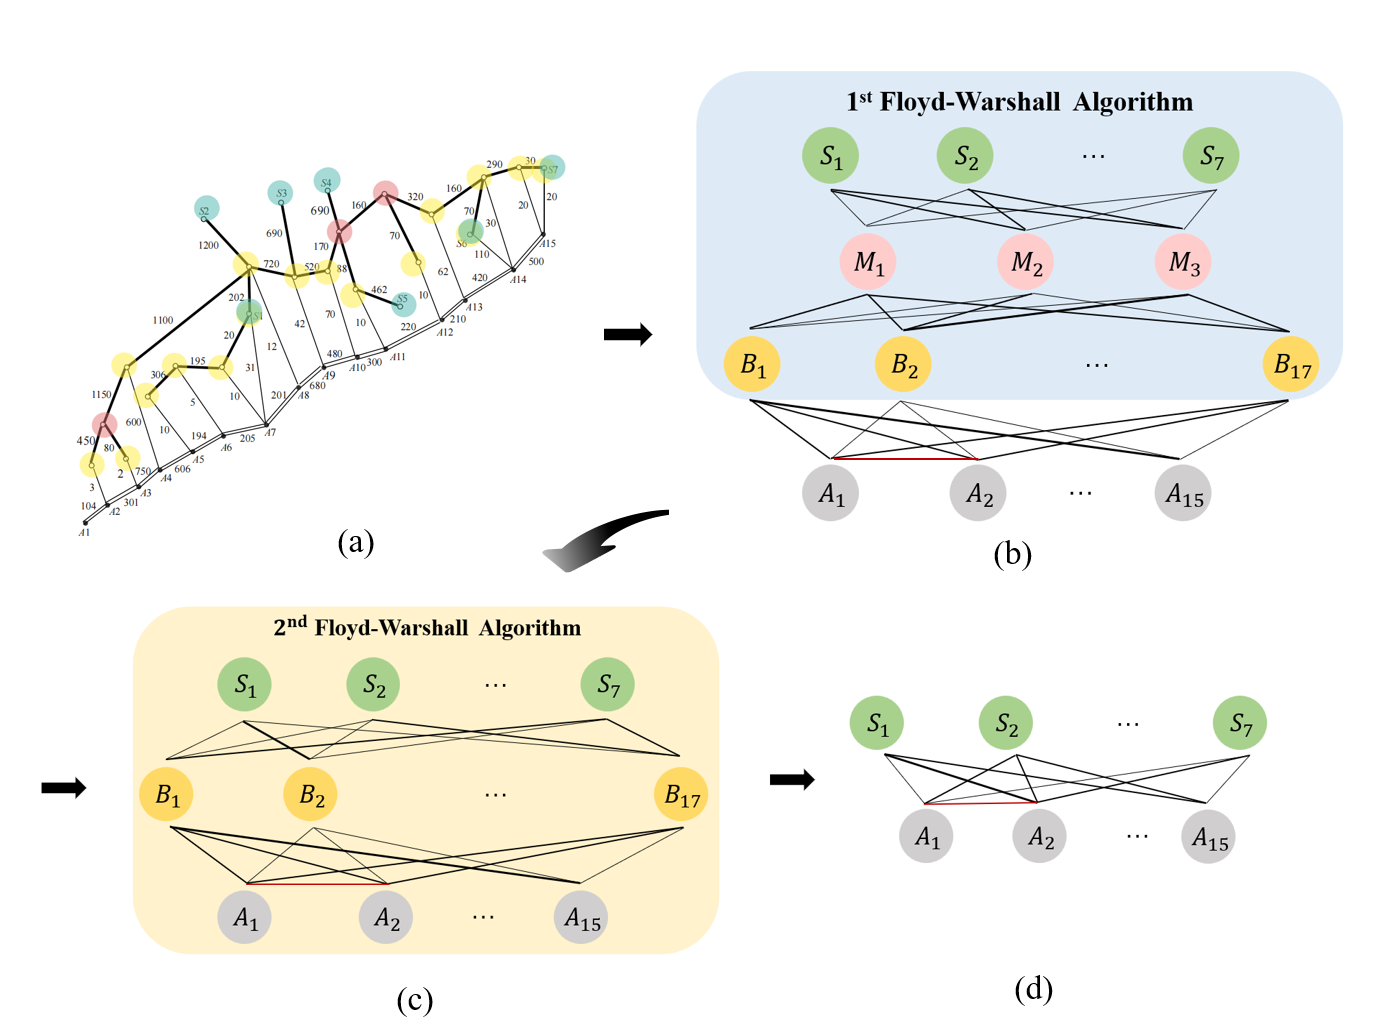 S2
S3
S4
690
160
320
160
290
30
S7
20
20
1200
690
170
70
70
30
S6
110
A15
500
720
520
88
462
S5
62
420
A14
202
S1
1100
20
12
42
70
10
10
220
210
A13
A12
195
306
31
480
300
A11
A10
A9
680
1150
600
5
10
201
A8
10
194
205
A7
A6
450
80
2
750
606
A5
A4
3
104
301
A3
A2
A1
(a)
1st Floyd-Warshall Algorithm
S1 S2 ... S7
M1 M2 M3
B1 B2 ... B17
A1 A2 ... A15
(b)
2nd Floyd-Warshall Algorithm
S1 S2 ... S7
B1 B2 ... B17
A1 A2 ... A15
(c)
S1 S2 ... S7
A1 A2 ... A15
(d)